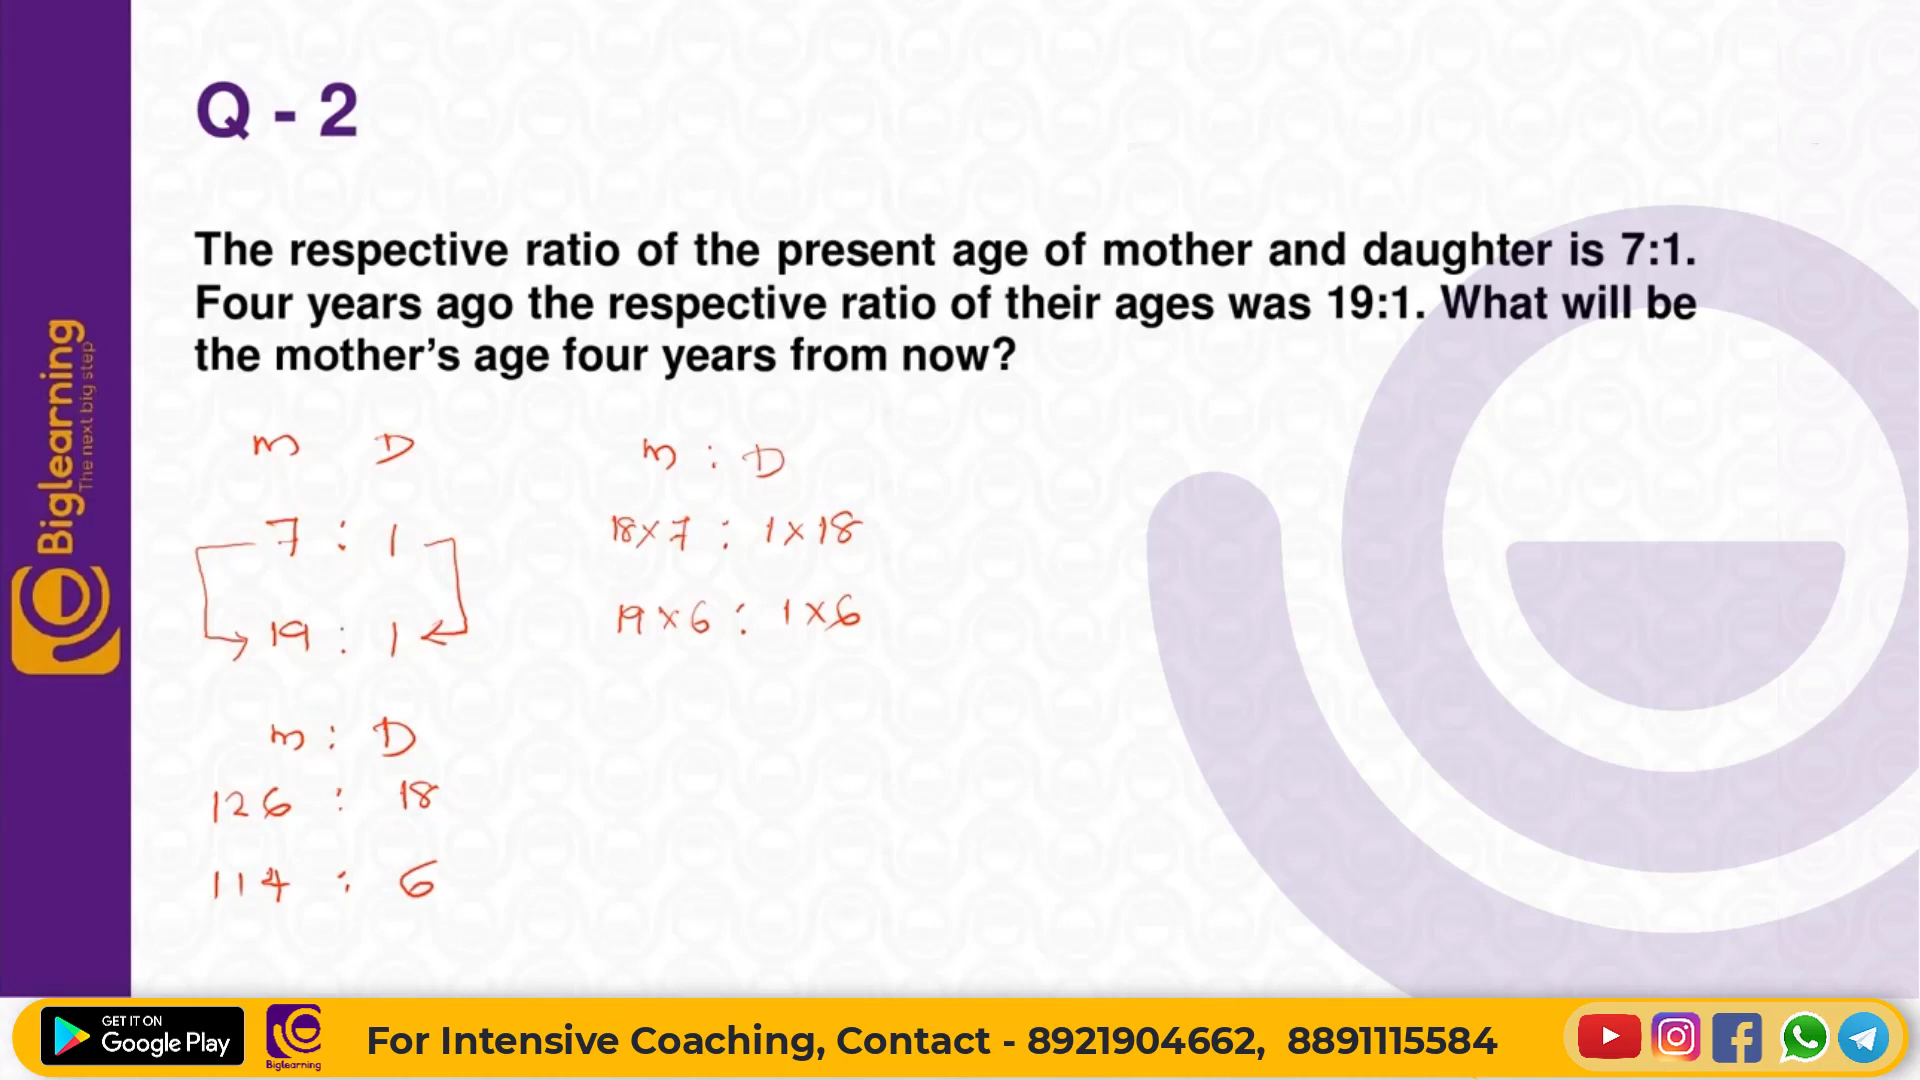 Q - 2
The respective ratio of the present age of mother and daughter is 7:1.
Four years ago the respective ratio of their ages was 19:1. What will be
the mother's age four years from now?
m D
7 : 1
19 : 1
m : D
18 × 7 : 1 × 18
19 × 6 : 1 × 6
m : D
126 : 18
114 : 6
Biglearning
The next big step
GET IT ON
Google Play
Biglearning
For Intensive Coaching, Contact - 8921904662, 8891115584